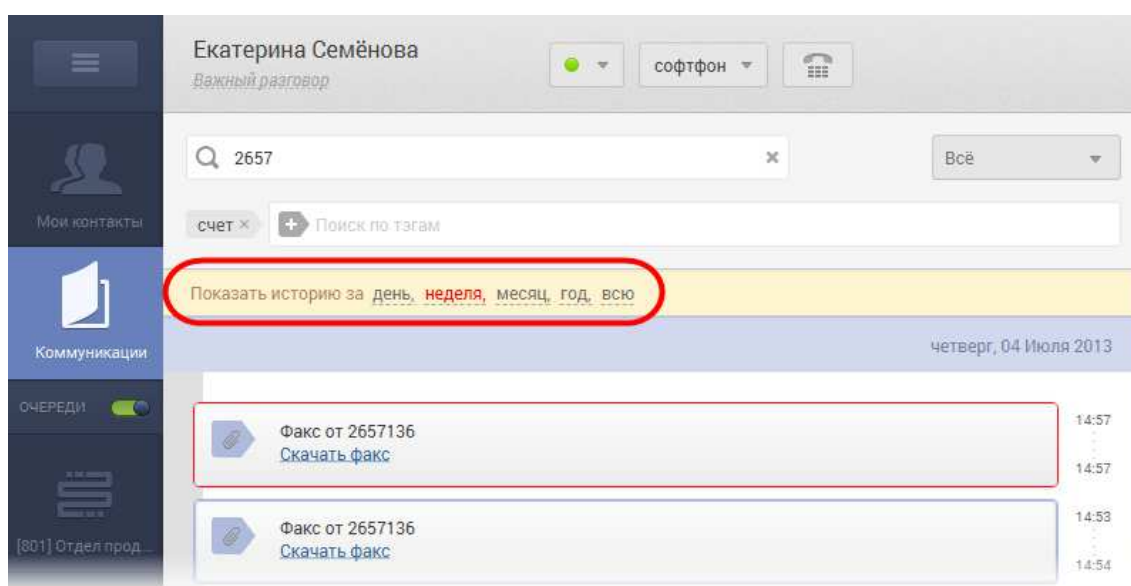 Екатерина Семёнова
Важный разговор
софтфон
2657
Всё
Мои контакты
счет
Поиск по тэгам
Показать историю за день, неделя, месяц, год, всю
Коммуникации
четверг, 04 Июля 2013
ОЧЕРЕДИ
Факс от 2657136
Скачать факс
14:57
14:57
Факс от 2657136
Скачать факс
14:53
14:54
[801] Отдел прод...